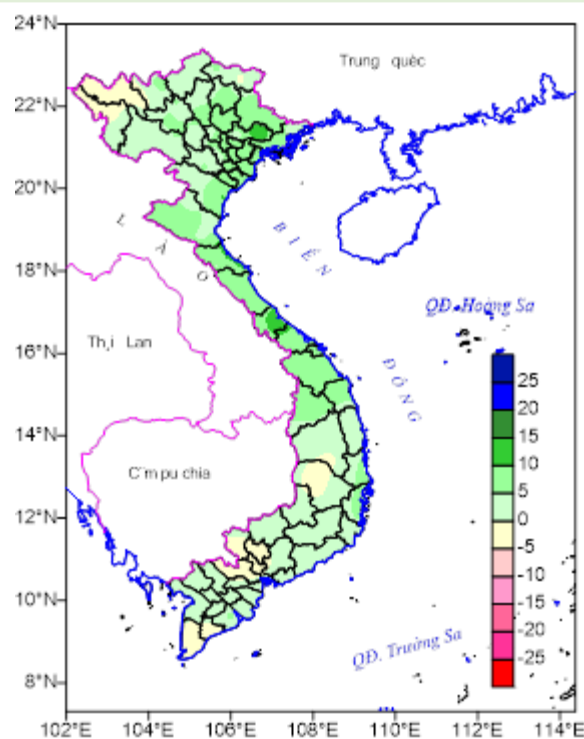 24°N
Trung quèc
22°N
20°N
L À O
BIỂN
18°N
QĐ. Hoàng Sa
Th¸i Lan
16°N
ĐÔNG
25
20
15
10
5
0
-5
-10
-15
-20
-25
14°N
C¨m pu chia
12°N
10°N
QĐ. Trường Sa
8°N
102°E 104°E 106°E 108°E 110°E 112°E 114°E